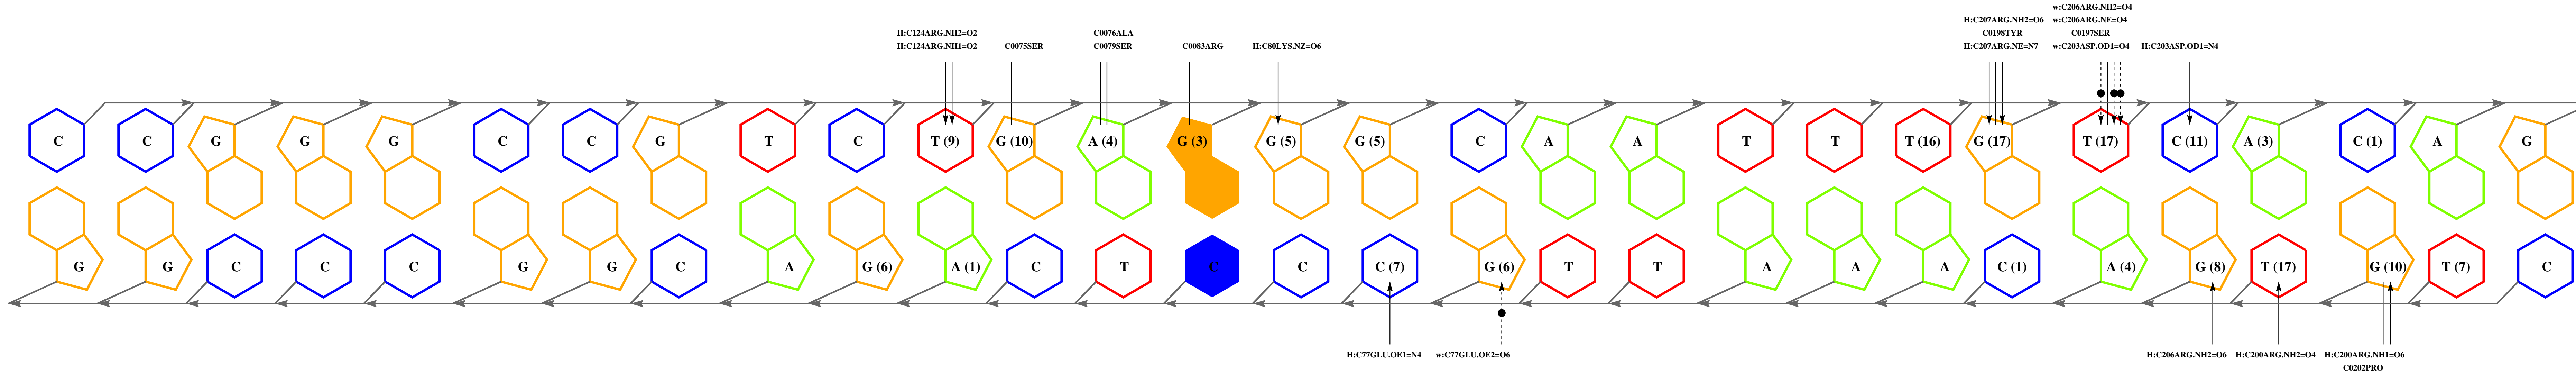 w:C206ARG.NH2=O4
H:C207ARG.NH2=O6 w:C206ARG.NE=O4
H:C124ARG.NH2=O2 C0076ALA C0198TYR C0197SER
H:C124ARG.NH1=O2 C0075SER C0079SER C0083ARG H:C80LYS.NZ=O6 H:C207ARG.NE=N7 w:C203ASP.OD1=O4 H:C203ASP.OD1=N4
C C G G G C C G T C T (9) G (10) A (4) G (3) G (5) G (5) C A A T T T (16) G (17) T (17) C (11) A (3) C (1) A G
G G C C C G G C A G (6) A (1) C T C C C (7) G (6) T T A A A C (1) A (4) G (8) T (17) G (10) T (7) C
H:C77GLU.OE1=N4 w:C77GLU.OE2=O6 H:C206ARG.NH2=O6 H:C200ARG.NH2=O4 H:C200ARG.NH1=O6
C0202PRO